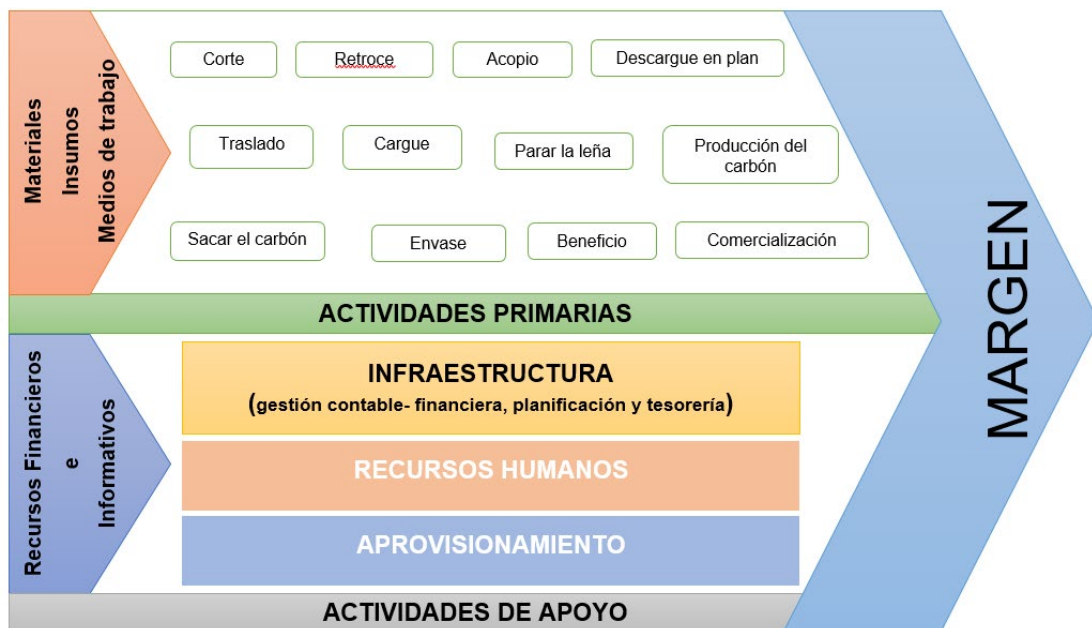 Materiales
Insumos
Medios de trabajo
Corte
Retroce
Acopio
Descargue en plan
Traslado
Cargue
Parar la leña
Producción del
carbón
Sacar el carbón
Envase
Beneficio
Comercialización
ACTIVIDADES PRIMARIAS
Recursos Financieros
e
Informativos
INFRAESTRUCTURA
(gestión contable- financiera, planificación y tesorería)
RECURSOS HUMANOS
APROVISIONAMIENTO
ACTIVIDADES DE APOYO
MARGEN